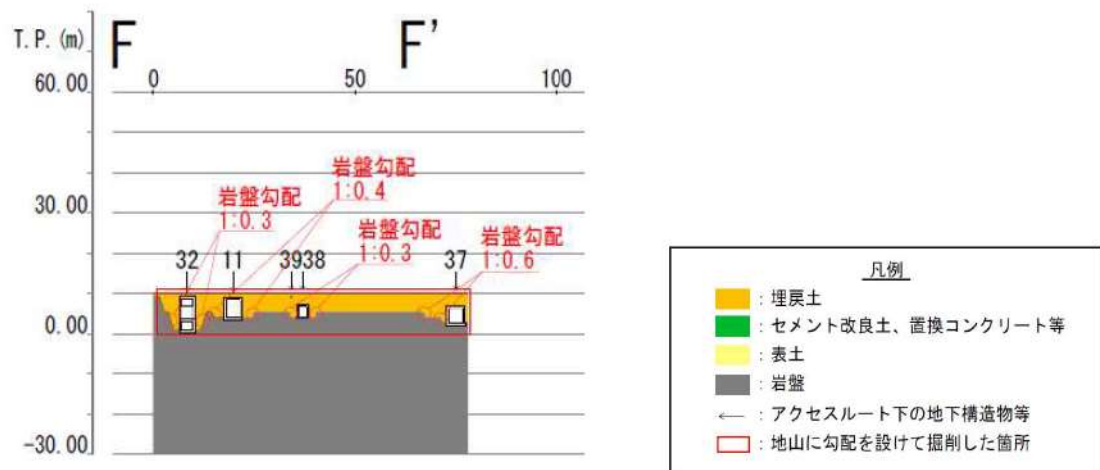 F F’
T.P.(m)
0 50 100
60.00
30.00
0.00
-30.00
岩盤勾配
1:0.3
岩盤勾配
1:0.4
岩盤勾配
1:0.3
岩盤勾配
1:0.6
32 11 39 38 37
凡例
: 埋戻土
: セメント改良土、置換コンクリート等
: 表土
: 岩盤
: アクセスルート下の地下構造物等
: 地山に勾配を設けて掘削した箇所